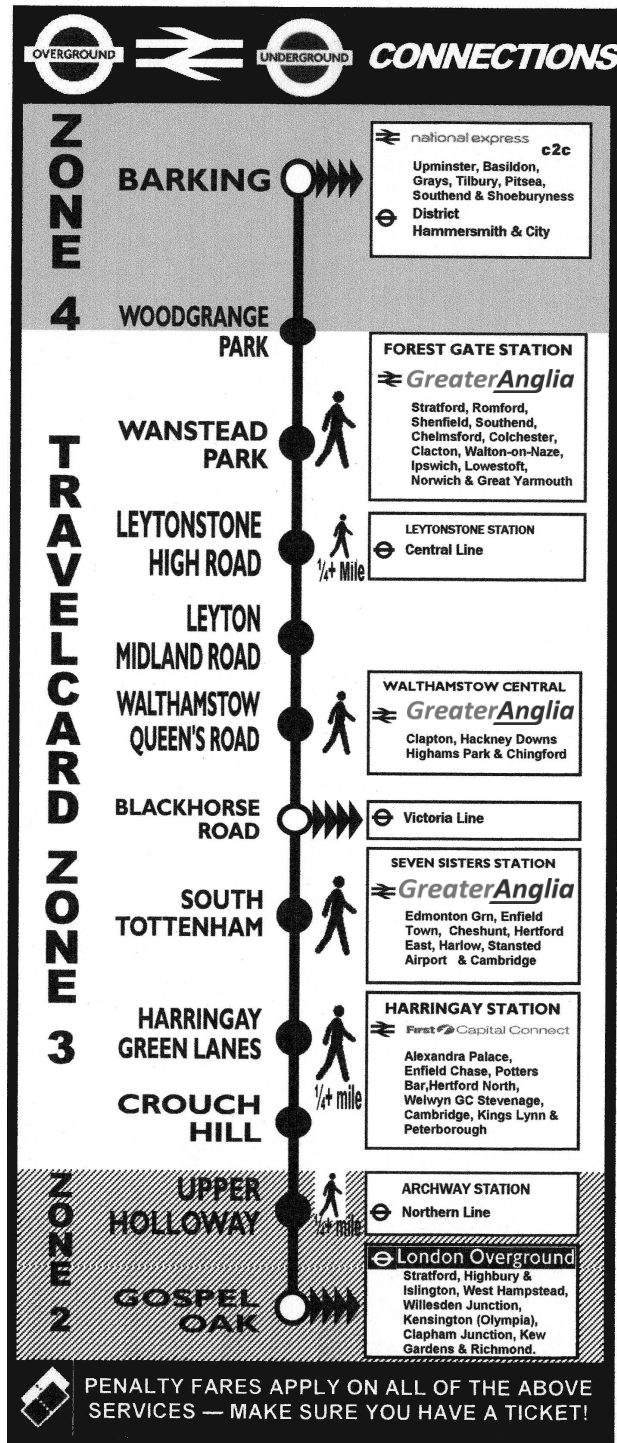 OVERGROUND
UNDERGROUND
CONNECTIONS
ZONE 4
BARKING
national express
c2c
Upminster, Basildon,
Grays, Tilbury, Pitsea,
Southend & Shoeburyness
District
Hammersmith & City
WOODGRANGE
PARK
TRAVELCARD ZONE 3
FOREST GATE STATION
GreaterAnglia
Stratford, Romford,
Shenfield, Southend,
Chelmsford, Colchester,
Clacton, Walton-on-Naze,
Ipswich, Lowestoft,
Norwich & Great Yarmouth
WANSTEAD
PARK
LEYTONSTONE
HIGH ROAD
¼+ Mile
LEYTONSTONE STATION
Central Line
LEYTON
MIDLAND ROAD
WALTHAMSTOW
QUEEN'S ROAD
WALTHAMSTOW CENTRAL
GreaterAnglia
Clapton, Hackney Downs
Highams Park & Chingford
BLACKHORSE
ROAD
Victoria Line
SOUTH
TOTTENHAM
SEVEN SISTERS STATION
GreaterAnglia
Edmonton Grn, Enfield
Town, Cheshunt, Hertford
East, Harlow, Stansted
Airport & Cambridge
HARRINGAY
GREEN LANES
¼+ mile
HARRINGAY STATION
First Capital Connect
Alexandra Palace,
Enfield Chase, Potters
Bar,Hertford North,
Welwyn GC Stevenage,
Cambridge, Kings Lynn &
Peterborough
CROUCH
HILL
ZONE 2
UPPER
HOLLOWAY
¼+ mile
ARCHWAY STATION
Northern Line
GOSPEL
OAK
London Overground
Stratford, Highbury &
Islington, West Hampstead,
Willesden Junction,
Kensington (Olympia),
Clapham Junction, Kew
Gardens & Richmond.
PENALTY FARES APPLY ON ALL OF THE ABOVE
SERVICES — MAKE SURE YOU HAVE A TICKET!